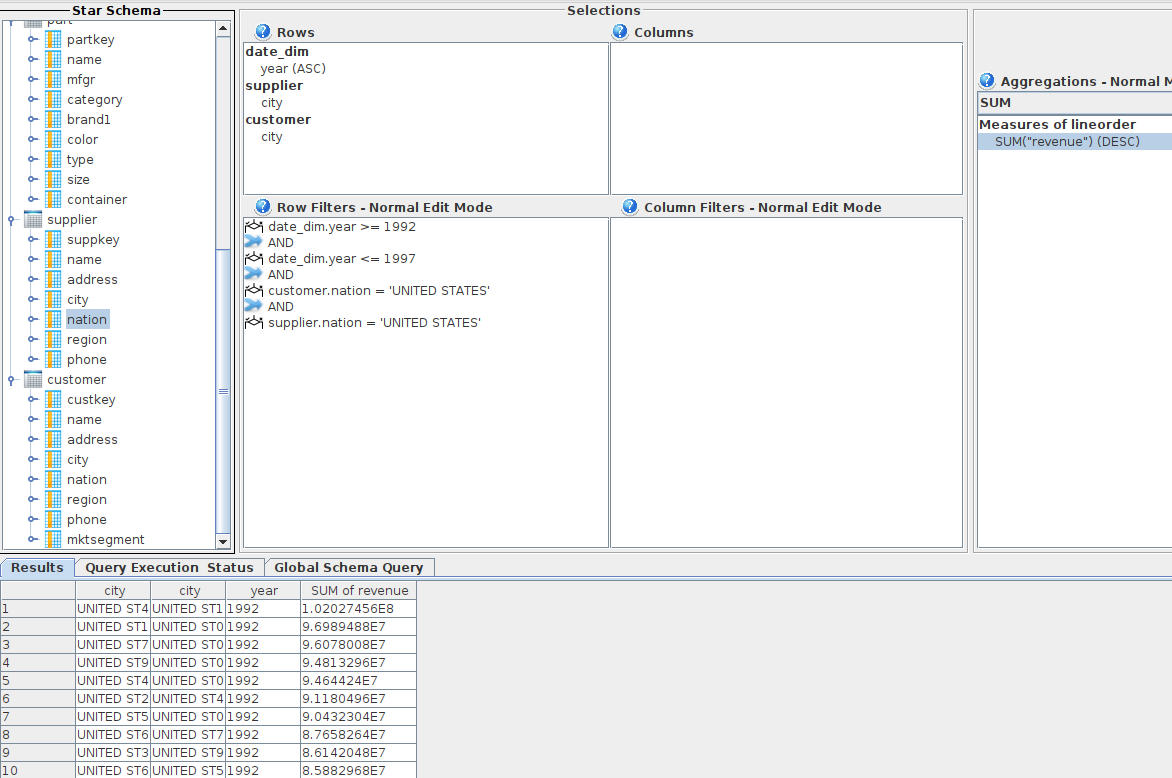 Star Schema
part
partkey
name
mfgr
category
brand1
color
type
size
container
supplier
suppkey
name
address
city
nation
region
phone
customer
custkey
name
address
city
nation
region
phone
mktsegment
Selections
? Rows
date_dim
year (ASC)
supplier
city
customer
city
? Columns
? Row Filters - Normal Edit Mode
date_dim.year >= 1992
AND
date_dim.year <= 1997
AND
customer.nation = 'UNITED STATES'
AND
supplier.nation = 'UNITED STATES'
? Column Filters - Normal Edit Mode
? Aggregations - Normal M
SUM
Measures of lineorder
SUM("revenue") (DESC)
Results Query Execution Status Global Schema Query
city city year SUM of revenue
1 UNITED ST4 UNITED ST1 1992 1.02027456E8
2 UNITED ST1 UNITED ST0 1992 9.6989488E7
3 UNITED ST7 UNITED ST0 1992 9.6078008E7
4 UNITED ST9 UNITED ST0 1992 9.4813296E7
5 UNITED ST4 UNITED ST0 1992 9.464424E7
6 UNITED ST2 UNITED ST4 1992 9.1180496E7
7 UNITED ST5 UNITED ST0 1992 9.0432304E7
8 UNITED ST6 UNITED ST7 1992 8.7658264E7
9 UNITED ST3 UNITED ST9 1992 8.6142048E7
10 UNITED ST6 UNITED ST5 1992 8.5882968E7